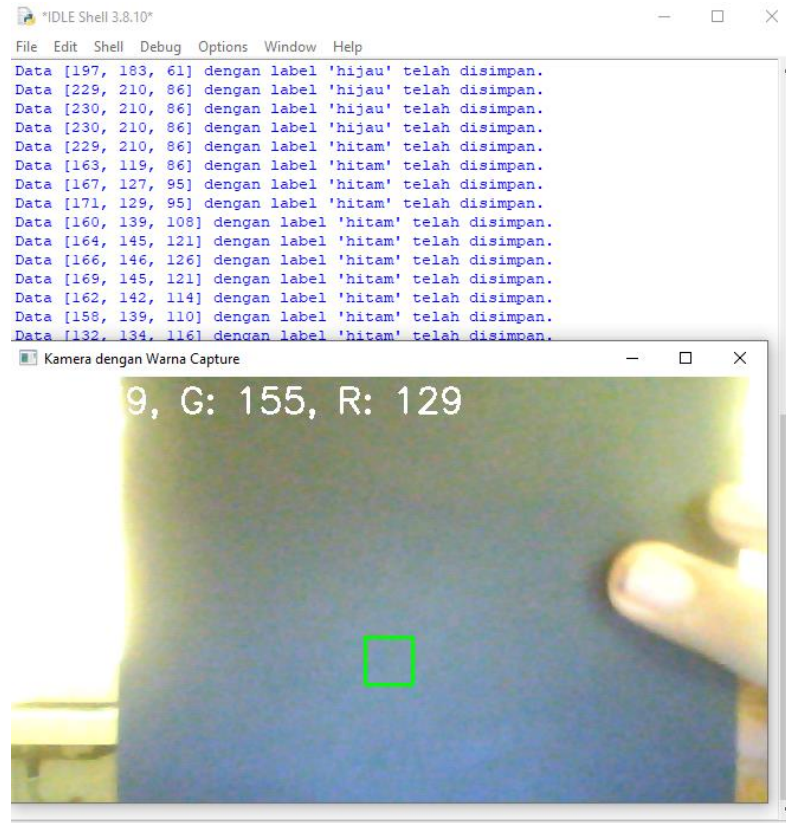 *IDLE Shell 3.8.10*
File Edit Shell Debug Options Window Help
Data [197, 183, 61] dengan label 'hijau' telah disimpan.
Data [229, 210, 86] dengan label 'hijau' telah disimpan.
Data [230, 210, 86] dengan label 'hijau' telah disimpan.
Data [230, 210, 86] dengan label 'hijau' telah disimpan.
Data [229, 210, 86] dengan label 'hitam' telah disimpan.
Data [163, 119, 86] dengan label 'hitam' telah disimpan.
Data [167, 127, 95] dengan label 'hitam' telah disimpan.
Data [171, 129, 95] dengan label 'hitam' telah disimpan.
Data [160, 139, 108] dengan label 'hitam' telah disimpan.
Data [164, 145, 121] dengan label 'hitam' telah disimpan.
Data [166, 146, 126] dengan label 'hitam' telah disimpan.
Data [169, 145, 121] dengan label 'hitam' telah disimpan.
Data [162, 142, 114] dengan label 'hitam' telah disimpan.
Data [158, 139, 110] dengan label 'hitam' telah disimpan.
Data [132, 134, 116] dengan label 'hitam' telah disimpan.
Kamera dengan Warna Capture
9, G: 155, R: 129